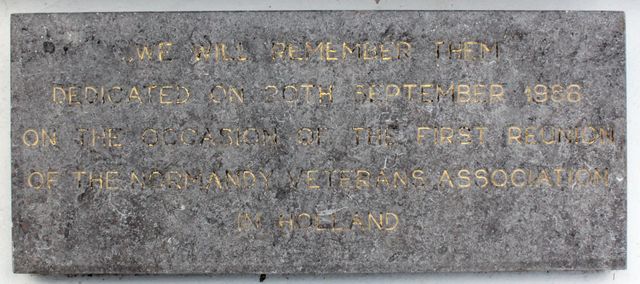 „WE WILL REMEMBER THEM
DEDICATED ON 20TH SEPTEMBER 1986
ON THE OCCASION OF THE FIRST REUNION
OF THE NORMANDY VETERANS ASSOCIATION
IN HOLLAND